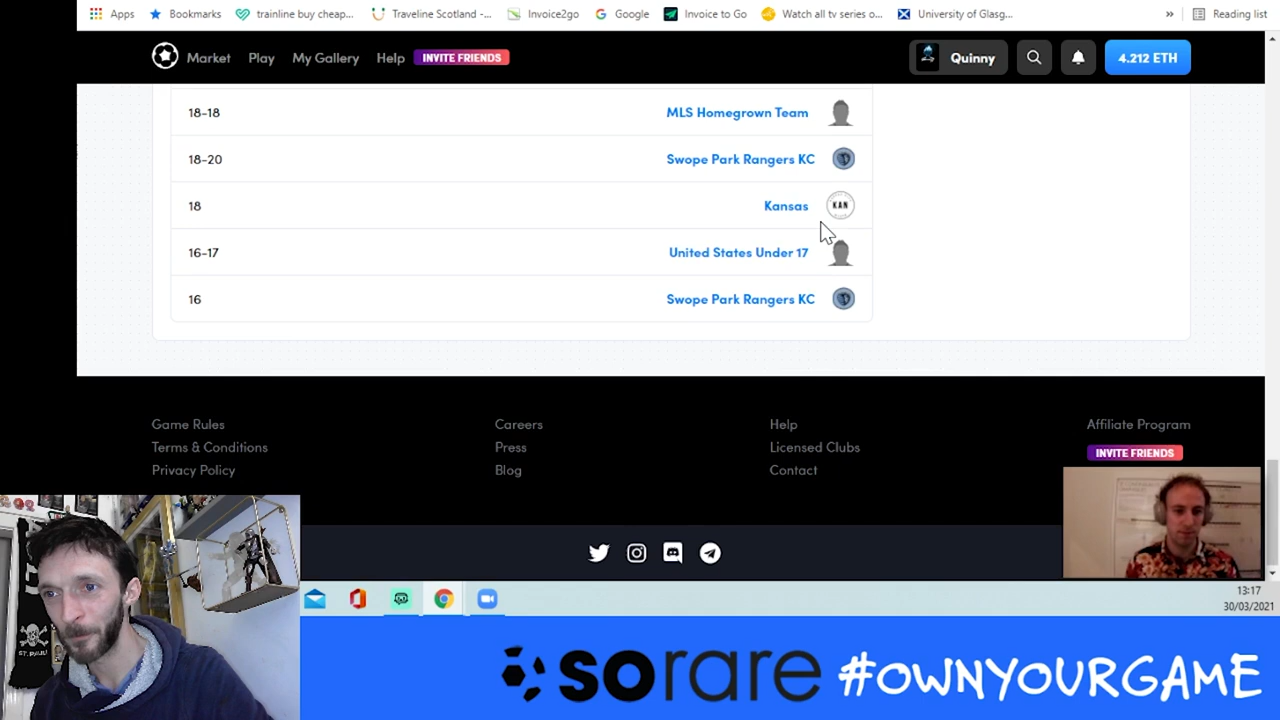 Apps Bookmarks trainline buy cheap... Traveline Scotland -... Invoice2go Google Invoice to Go Watch all tv series o... University of Glasg... » Reading list
Market Play My Gallery Help INVITE FRIENDS Quinny 4.212 ETH
18-18 MLS Homegrown Team
18-20 Swope Park Rangers KC
18 Kansas KAN
16-17 United States Under 17
16 Swope Park Rangers KC
Game Rules Careers Help Affiliate Program
Terms & Conditions Press Licensed Clubs INVITE FRIENDS
Privacy Policy Blog Contact
ST. PAULI
13:17
30/03/2021
sorare #OWNYOURGAME